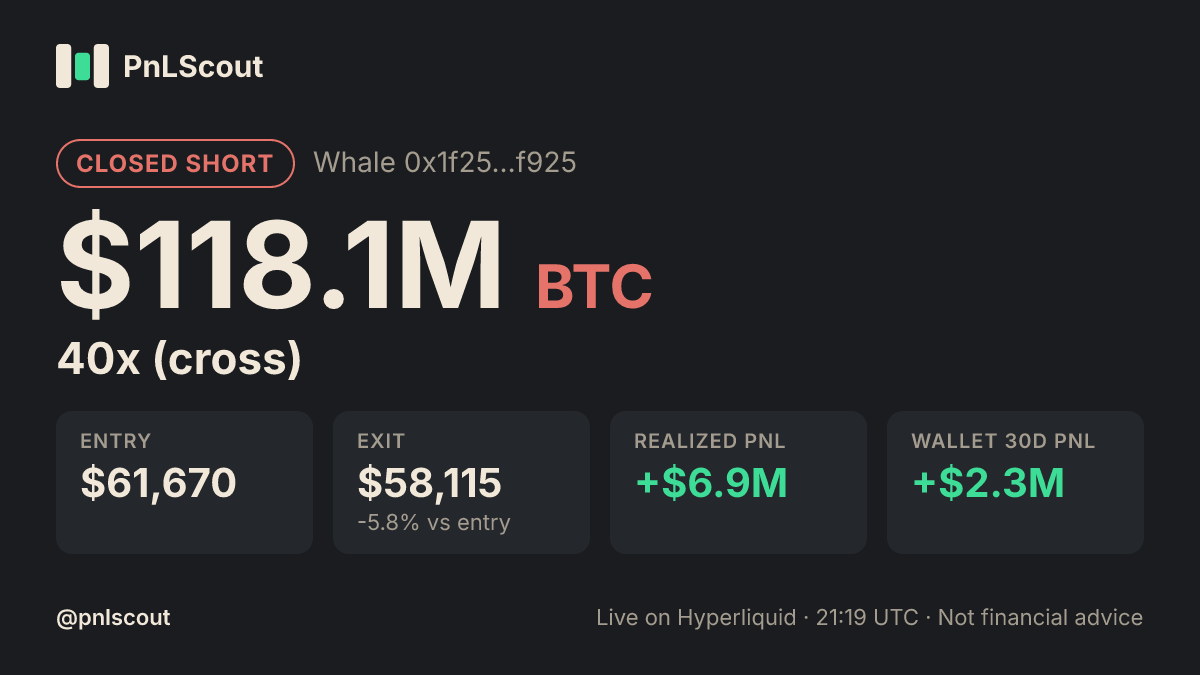 PnLScout
CLOSED SHORT Whale 0x1f25...f925
$118.1M BTC
40x (cross)
ENTRY
$61,670
EXIT
$58,115
-5.8% vs entry
REALIZED PNL
+$6.9M
WALLET 30D PNL
+$2.3M
@pnlscout
Live on Hyperliquid · 21:19 UTC · Not financial advice